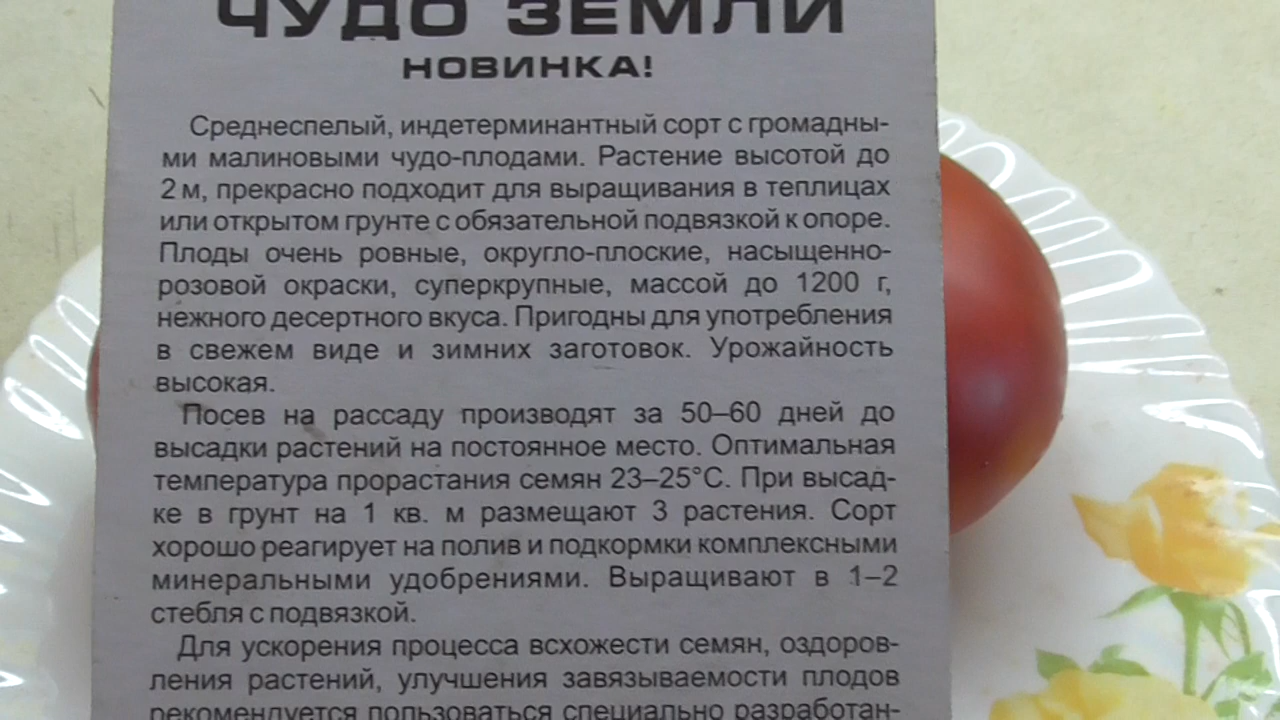 ЧУДО ЗЕМЛИ
НОВИНКА!
Среднеспелый, индетерминантный сорт с громадны-
ми малиновыми чудо-плодами. Растение высотой до
2 м, прекрасно подходит для выращивания в теплицах
или открытом грунте с обязательной подвязкой к опоре.
Плоды очень ровные, округло-плоские, насыщенно-
розовой окраски, суперкрупные, массой до 1200 г,
нежного десертного вкуса. Пригодны для употребления
в свежем виде и зимних заготовок. Урожайность
высокая.
Посев на рассаду производят за 50–60 дней до
высадки растений на постоянное место. Оптимальная
температура прорастания семян 23–25°С. При высад-
ке в грунт на 1 кв. м размещают 3 растения. Сорт
хорошо реагирует на полив и подкормки комплексными
минеральными удобрениями. Выращивают в 1–2
стебля с подвязкой.
Для ускорения процесса всхожести семян, оздоров-
ления растений, улучшения завязываемости плодов
рекомендуется пользоваться специально разработан-